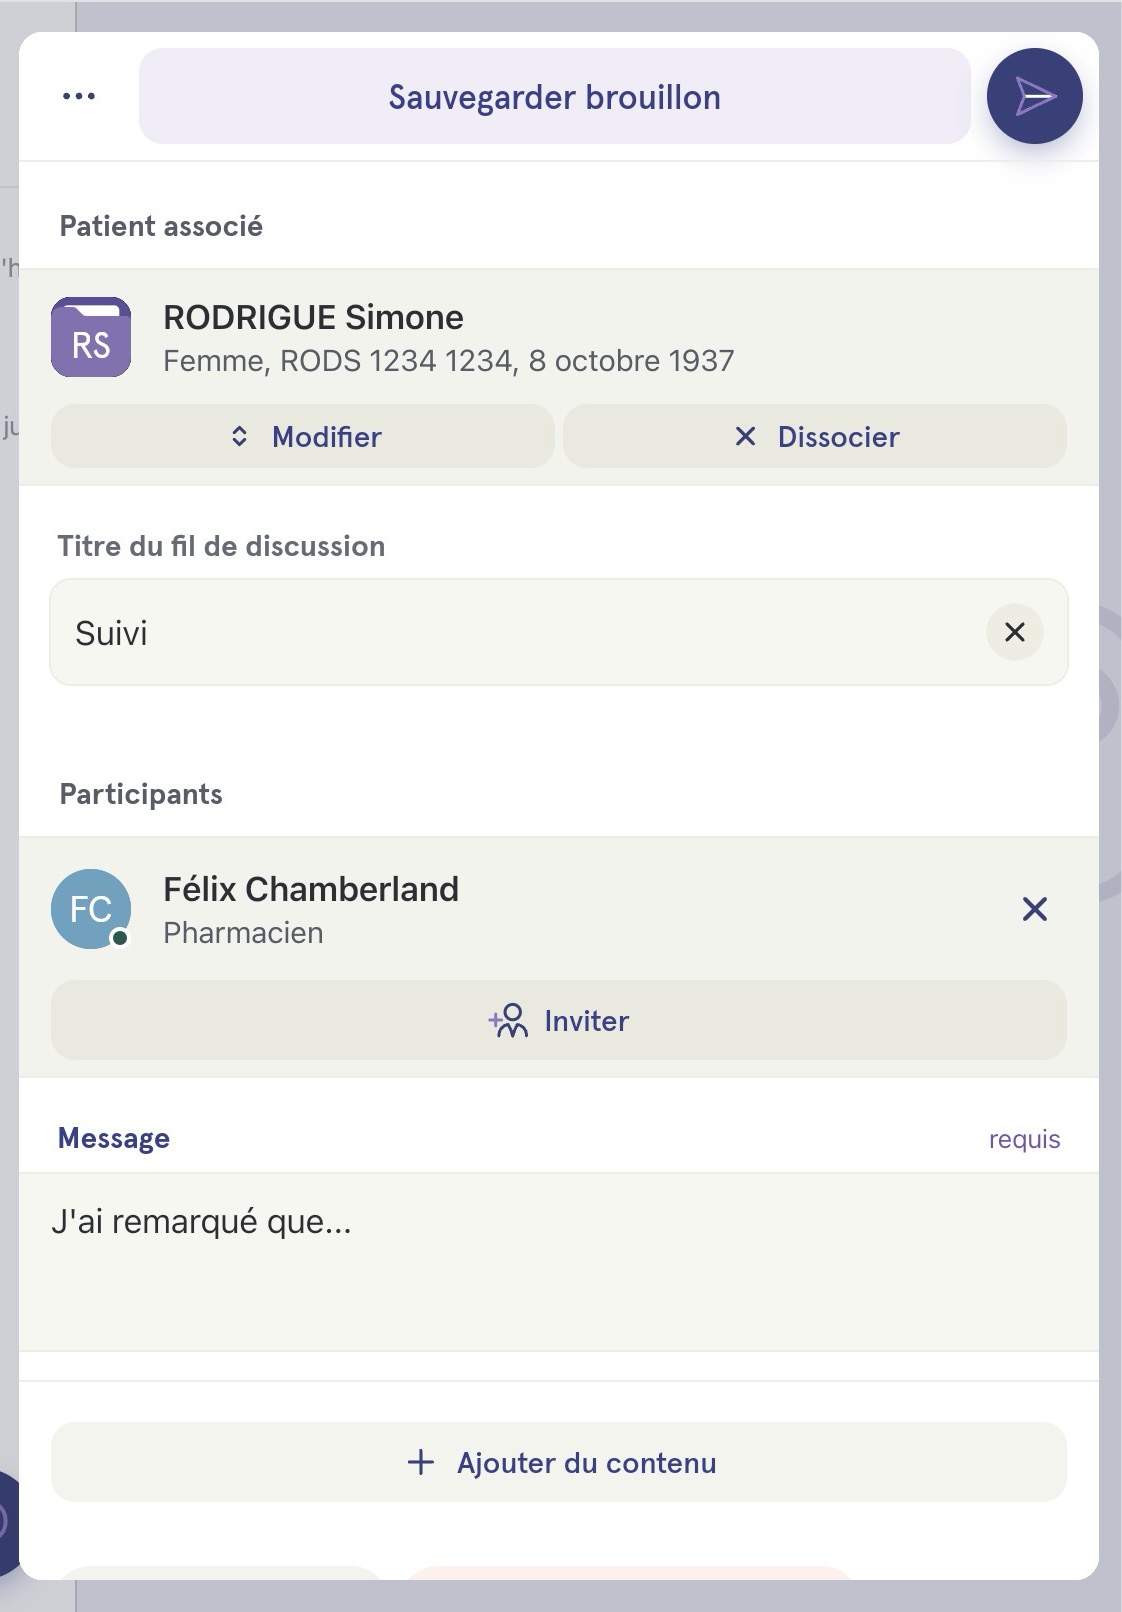 Sauvegarder brouillon
Patient associé
RS
RODRIGUE Simone
Femme, RODS 1234 1234, 8 octobre 1937
Modifier
Dissocier
Titre du fil de discussion
Suivi
Participants
FC
Félix Chamberland
Pharmacien
Inviter
Message
requis
J'ai remarqué que...
Ajouter du contenu